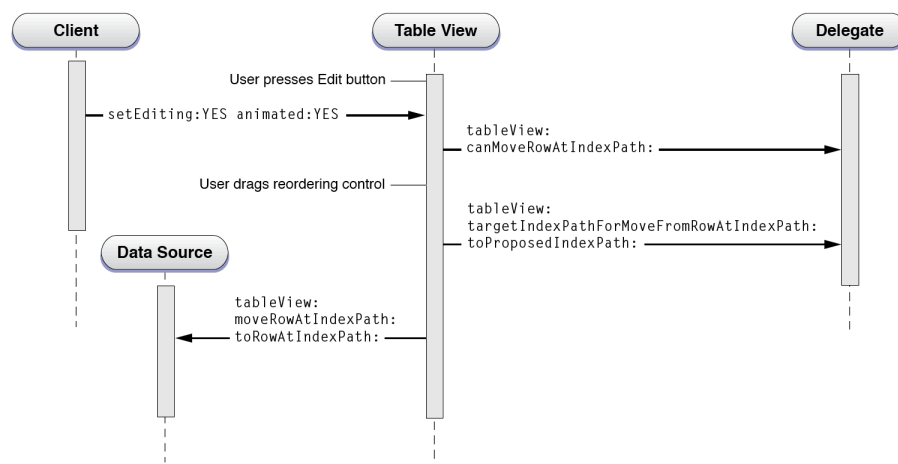 Client
Table View
Delegate
User presses Edit button
setEditing:YES animated:YES
tableView:
canMoveRowAtIndexPath:
User drags reordering control
tableView:
targetIndexPathForMoveFromRowAtIndexPath:
toProposedIndexPath:
Data Source
tableView:
moveRowAtIndexPath:
toRowAtIndexPath: